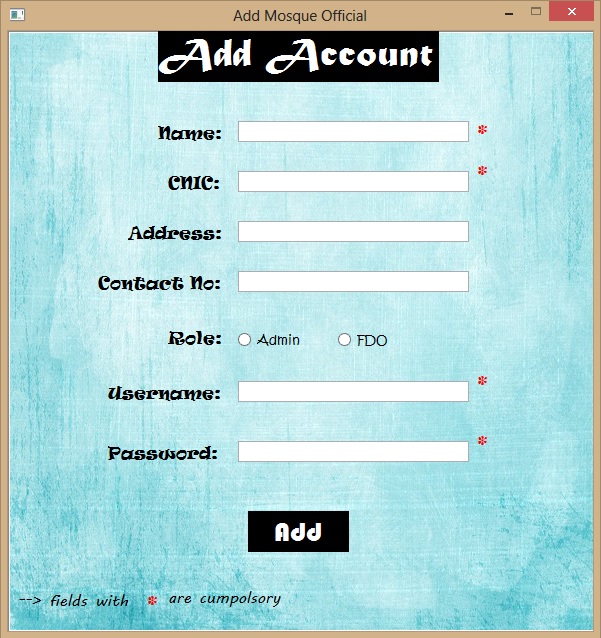 Add Mosque Official
Add Account
Name: *
CNIC: *
Address:
Contact No:
Role: Admin FDO
Username: *
Password: *
Add
--> fields with * are cumpolsory